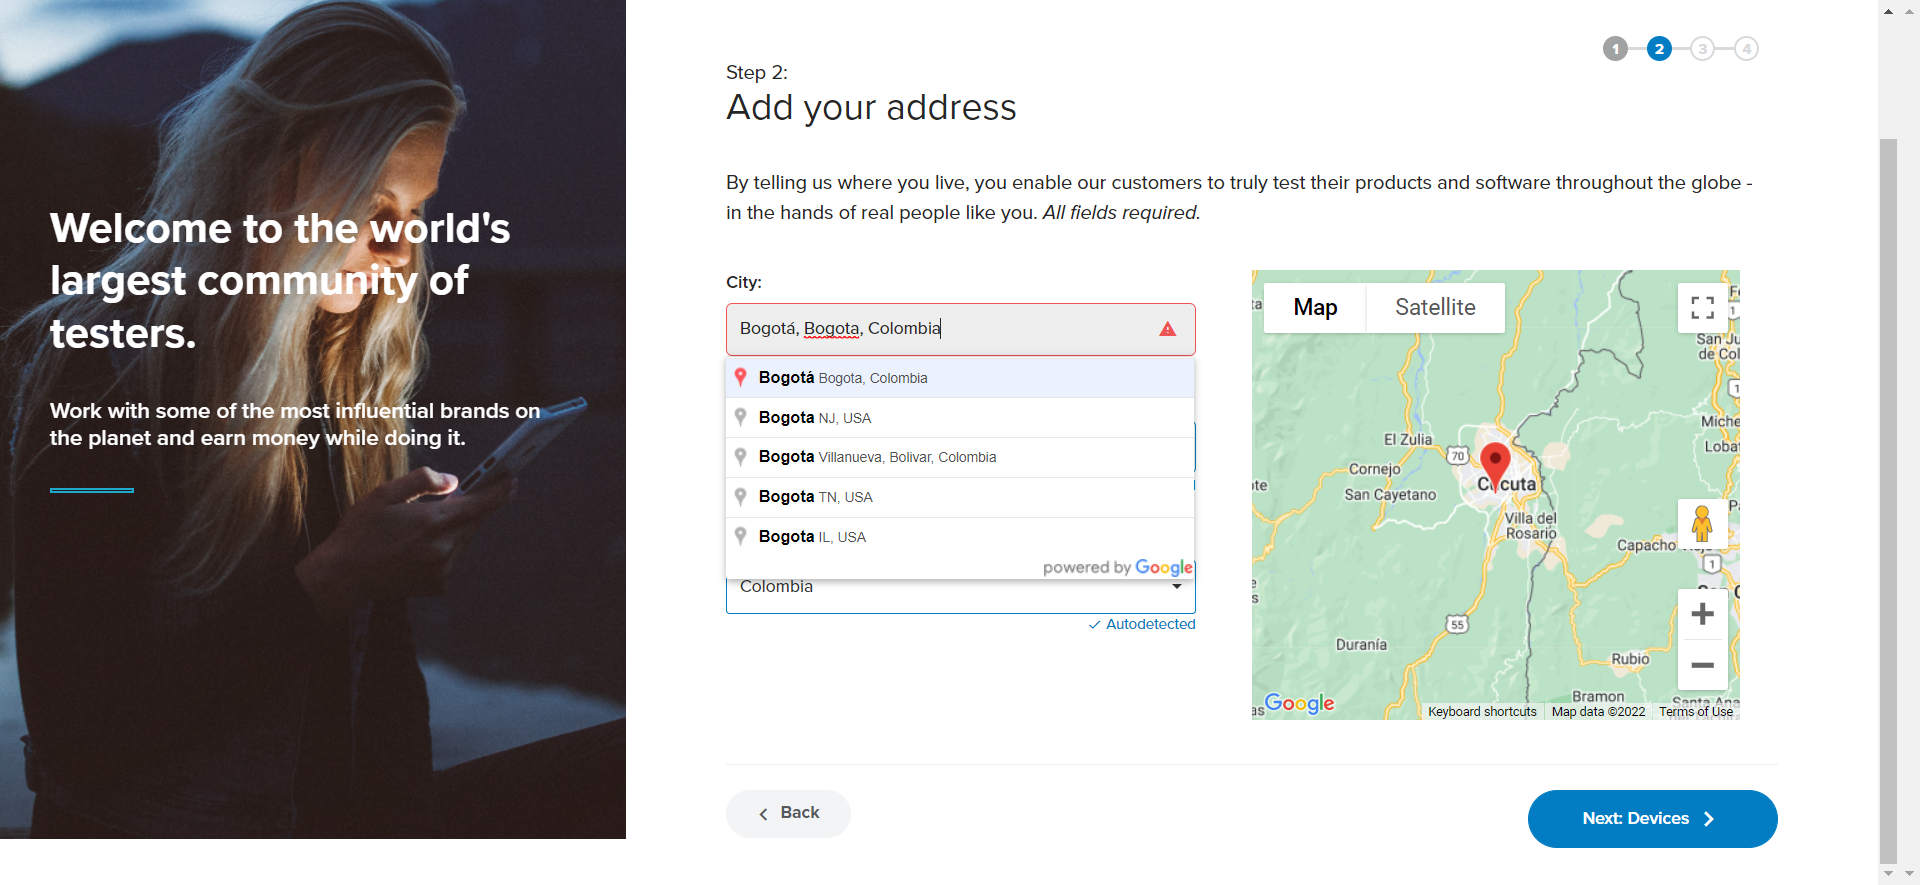 Welcome to the world's
largest community of
testers.
Work with some of the most influential brands on
the planet and earn money while doing it.
1
2
3
4
Step 2:
Add your address
By telling us where you live, you enable our customers to truly test their products and software throughout the globe -
in the hands of real people like you. All fields required.
City:
Bogotá, Bogota, Colombia
Bogotá Bogota, Colombia
Bogota NJ, USA
Bogota Villanueva, Bolivar, Colombia
Bogota TN, USA
Bogota IL, USA
powered by Google
Colombia
Autodetected
Map
Satellite
San Ju
de Col
1
Miche
Lobat
El Zulia
70
Cornejo
San Cayetano
Cúcuta
Villa del
Rosario
Capacho
1
55
Duranía
Rubio
Bramon
Santa Ana
Google
Keyboard shortcuts
Map data ©2022
Terms of Use
Back
Next: Devices